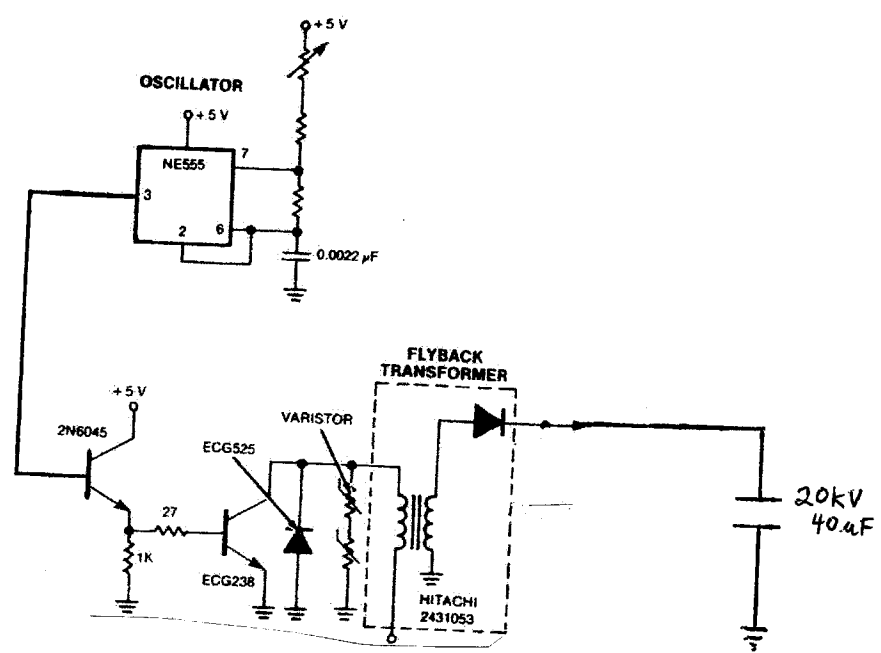 +5 V
OSCILLATOR
+5 V
NE555
7
3
2
6
0.0022 µF
FLYBACK
TRANSFORMER
+5 V
2N6045
VARISTOR
ECG525
27
1K
ECG238
HITACHI
2431053
20kV
40uF